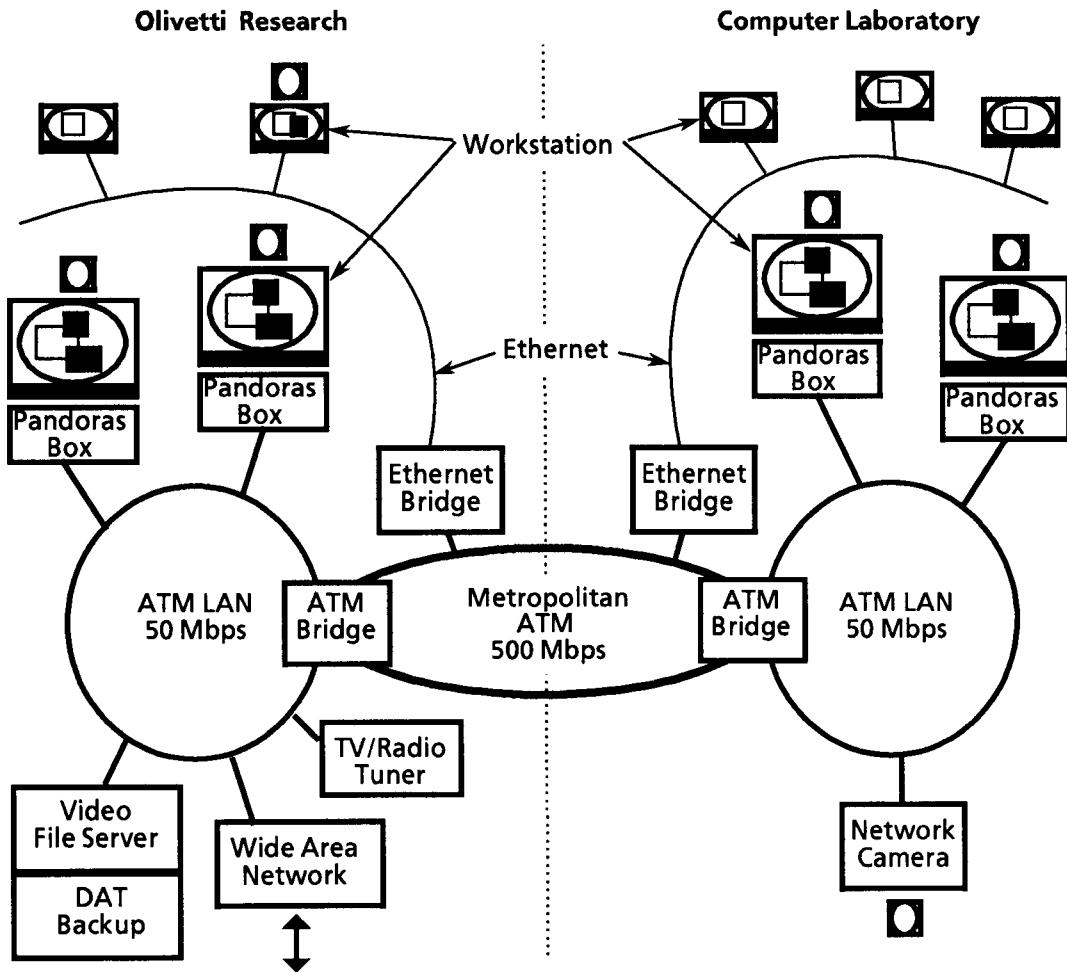 Olivetti Research
Computer Laboratory
Workstation
Ethernet
Pandoras
Box
Pandoras
Box
Pandoras
Box
Pandoras
Box
Ethernet
Bridge
Ethernet
Bridge
ATM LAN
50 Mbps
ATM
Bridge
Metropolitan
ATM
500 Mbps
ATM
Bridge
ATM LAN
50 Mbps
TV/Radio
Tuner
Video
File Server
DAT
Backup
Wide Area
Network
Network
Camera